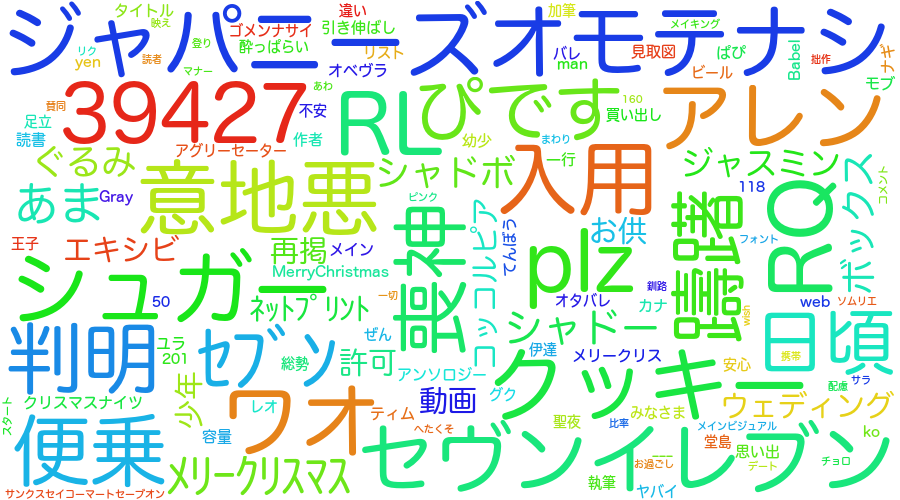 ジャパニーズオモテナシ
タイトル
映え
加筆
メイキング
違い
ゴメンナサイ
引き伸ばし
酔っぱらい
リスト
バレ
見取図
ぱぴ
Babel
拙作
ナギ
モブ
リク
登り
読者
yen
マナー
オベラ
man
ビール
賛同
あわ
39427
不安
RL
ぴです
160
買い出し
アレン
足立
読書
作者
アグリーセーター
幼少
まわり
一行
ぐるみ
意地悪
シャドボ
入用
ジャスミン
118
コメント
あま
Gray
ピンク
お供
躊躇
RQ
ボックス
王子
エキシビ
再掲
メイン
MerryChristmas
喪神
コッコルピア
てんぼう
plz
フォント
シュガー
50
ネットプリント
一切
オタバレ
カナ
釧路
web
ソムリエ
wish
日頃
判明
ユラ
201
セブン
ぜん
総勢
許可
シャドー
伊達
メリークリス
安心
携帯
アンソロジー
クッキー
サラ
配慮
少年
クリスマスナイツ
スタート
ワオ
レオ
ティム
動画
グク
みなさま
ウェディング
便乗
容量
へたくそ
聖夜
比率
メインビジュアル
ko
メリークリスマス
セヴンイレブン
堂島
思い出
チョロ
お過ごし
デート
執筆
ヤバイ
サンクスセイコーマートセーブオン